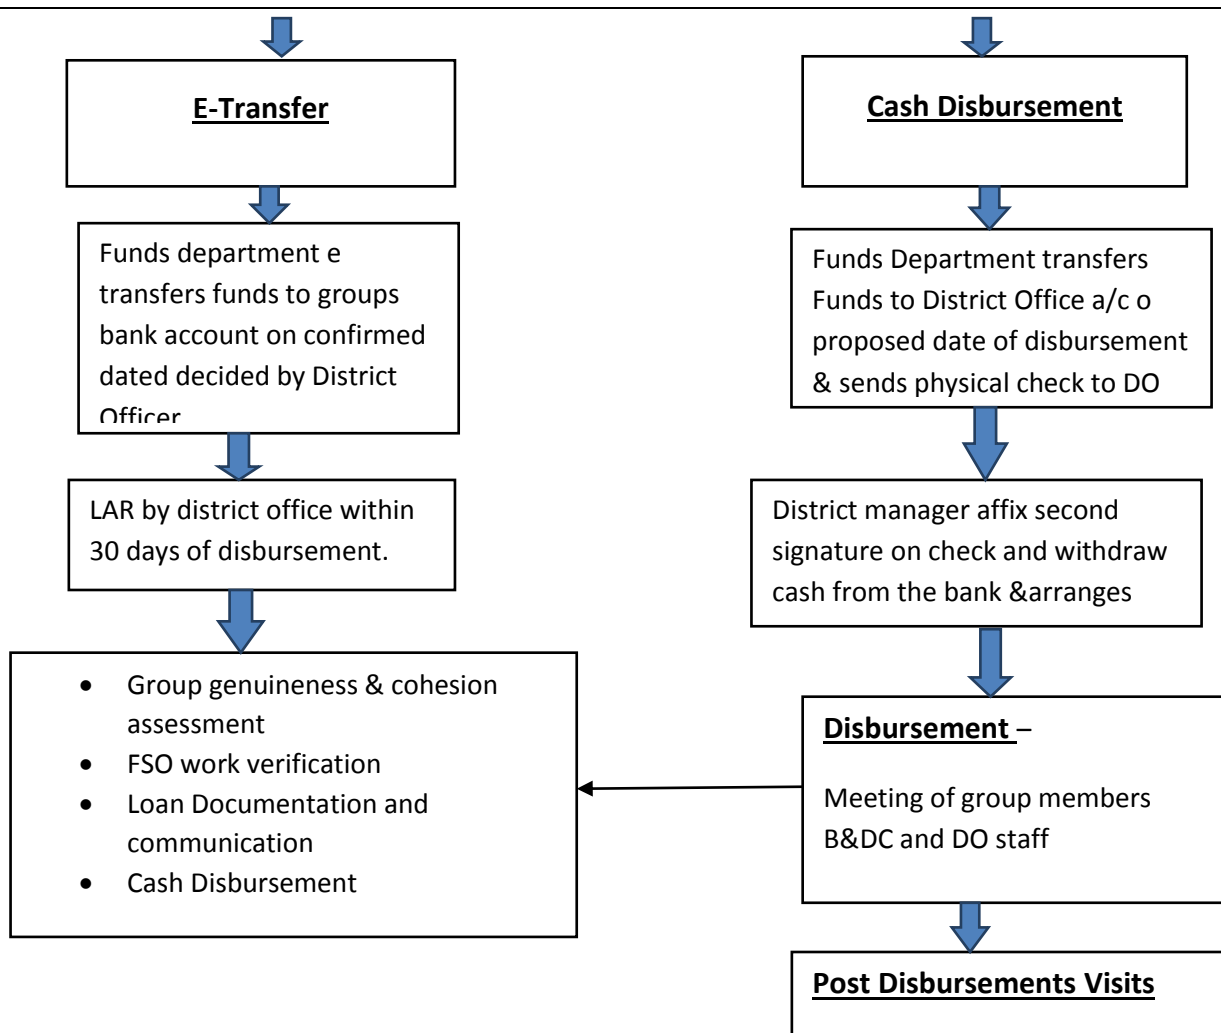 E-Transfer
Funds department e
transfers funds to groups
bank account on confirmed
dated decided by District
Officer
LAR by district office within
30 days of disbursement.
• Group genuineness & cohesion
assessment
• FSO work verification
• Loan Documentation and
communication
• Cash Disbursement
Cash Disbursement
Funds Department transfers
Funds to District Office a/c o
proposed date of disbursement
& sends physical check to DO
District manager affix second
signature on check and withdraw
cash from the bank &arranges
Disbursement –
Meeting of group members
B&DC and DO staff
Post Disbursements Visits